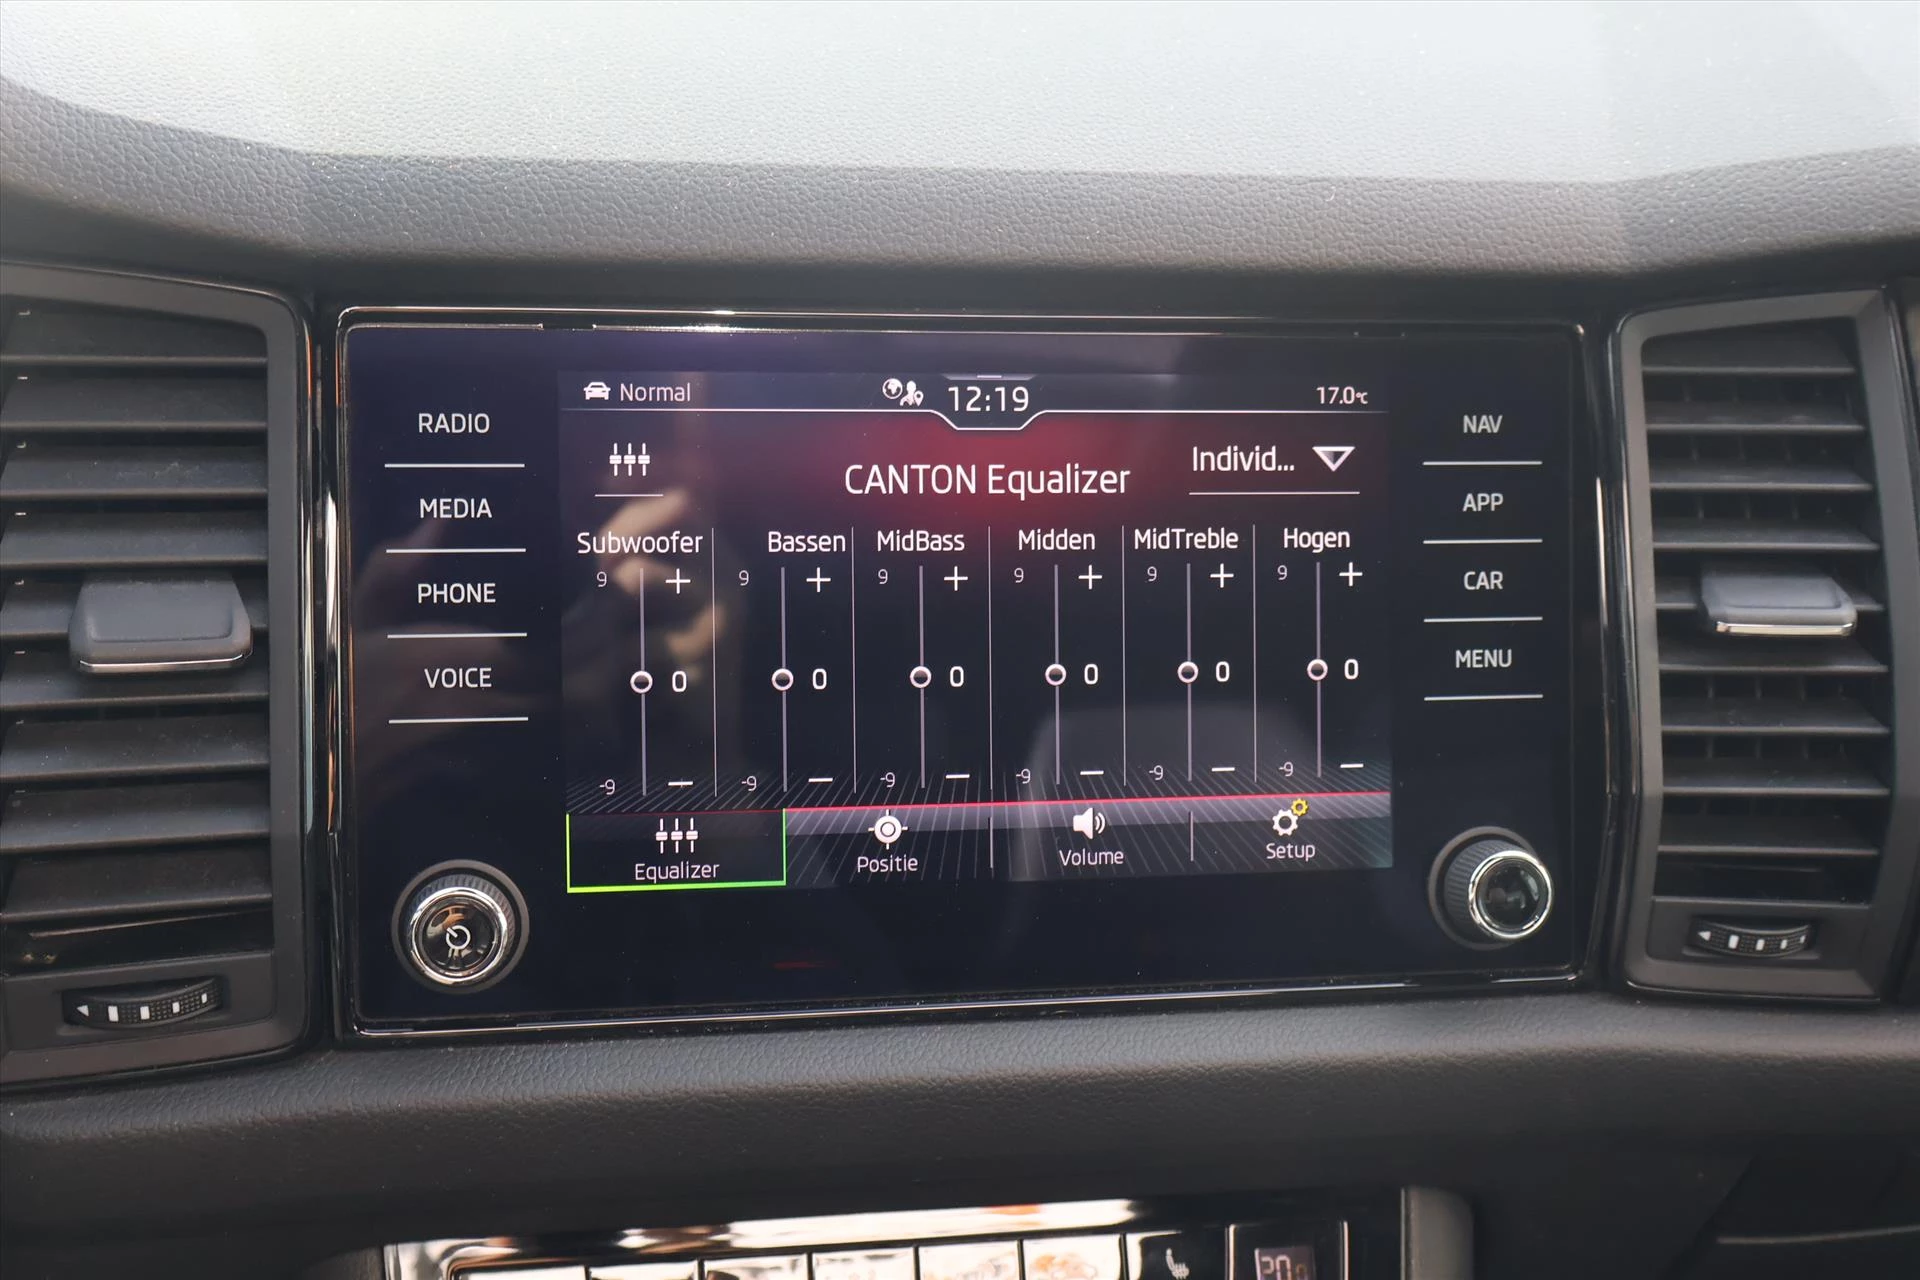 RADIO
MEDIA
PHONE
VOICE
Normal
12:19
17.0°C
CANTON Equalizer
Individ...
Subwoofer
Bassen
MidBass
Midden
MidTreble
Hogen
9 + 9 + 9 + 9 + 9 + 9 +
0 0 0 0 0 0
-9 − -9 − -9 − -9 − -9 − -9 −
Equalizer
Positie
Volume
Setup
NAV
APP
CAR
MENU
20.0